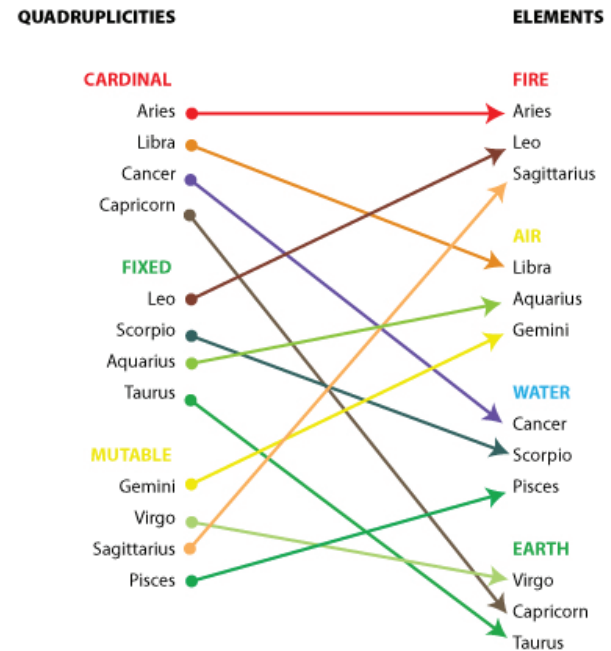 QUADRUPLICITIES
CARDINAL
Aries
Libra
Cancer
Capricorn
FIXED
Leo
Scorpio
Aquarius
Taurus
MUTABLE
Gemini
Virgo
Sagittarius
Pisces
ELEMENTS
FIRE
Aries
Leo
Sagittarius
AIR
Libra
Aquarius
Gemini
WATER
Cancer
Scorpio
Pisces
EARTH
Virgo
Capricorn
Taurus